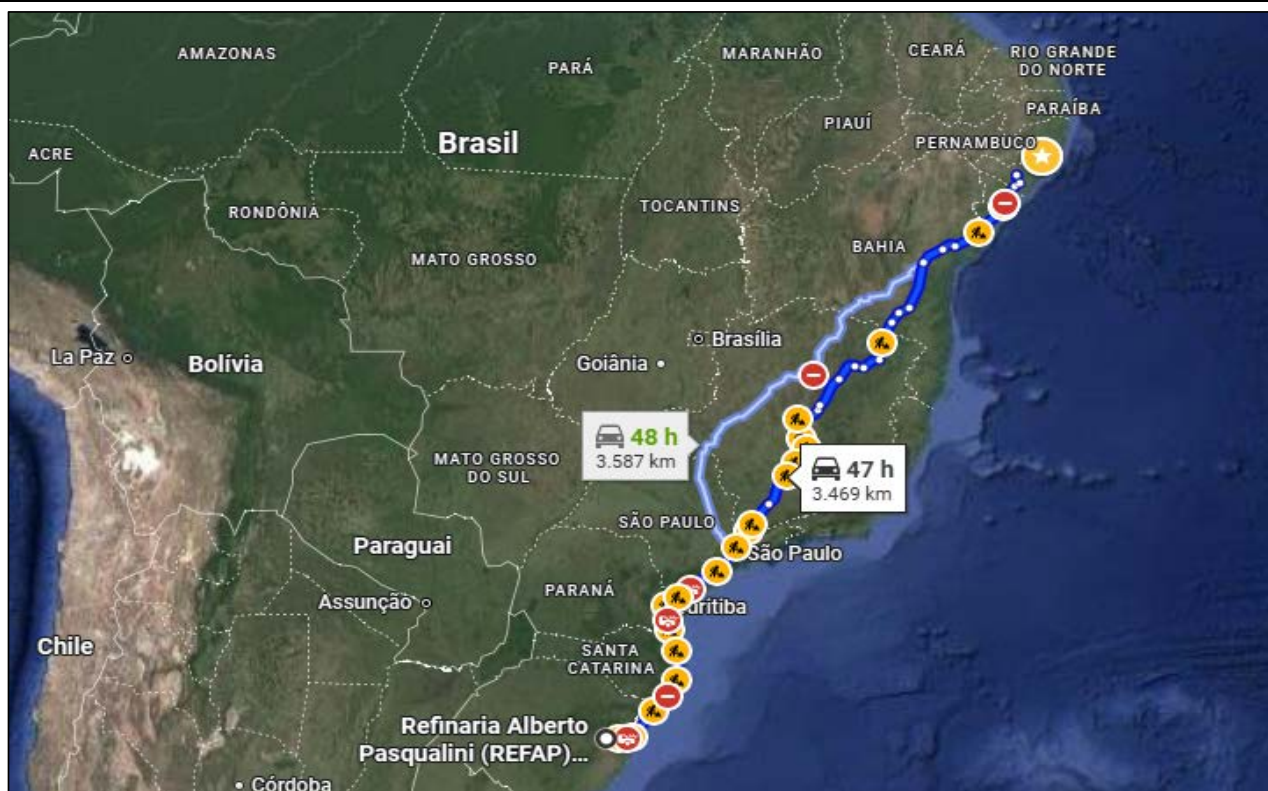 AMAZONAS
PARÁ
MARANHÃO
CEARÁ
RIO GRANDE
DO NORTE
PARAÍBA
PIAUÍ
PERNAMBUCO
ACRE
Brasil
RONDÔNIA
TOCANTINS
BAHIA
MATO GROSSO
La Paz
Bolívia
Goiânia
Brasília
48 h
3.587 km
MATO GROSSO
DO SUL
47 h
3.469 km
SÃO PAULO
São Paulo
Paraguai
PARANÁ
Assunção
uritiba
Chile
SANTA
CATARINA
Refinaria Alberto
Pasqualini (REFAP)...
Córdoba